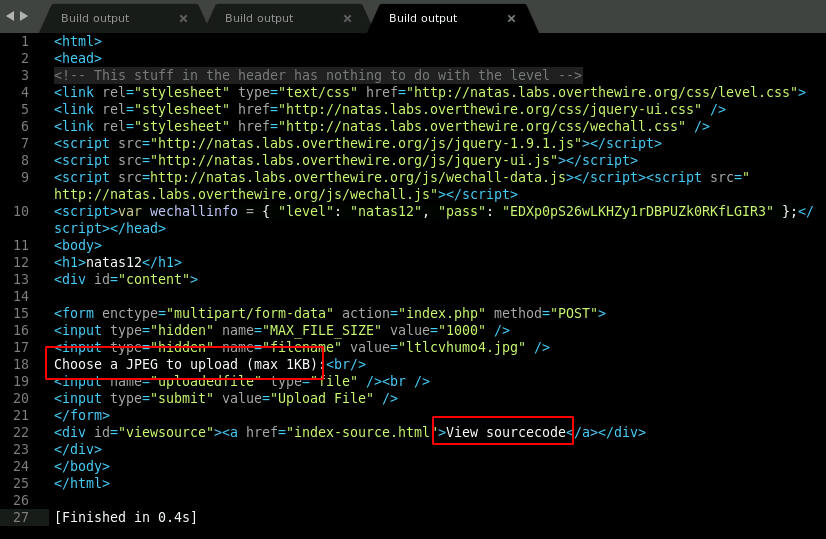 Build output × Build output × Build output ×
1 <html>
2 <head>
3 <!-- This stuff in the header has nothing to do with the level -->
4 <link rel="stylesheet" type="text/css" href="http://natas.labs.overthewire.org/css/level.css">
5 <link rel="stylesheet" href="http://natas.labs.overthewire.org/css/jquery-ui.css" />
6 <link rel="stylesheet" href="http://natas.labs.overthewire.org/css/wechall.css" />
7 <script src="http://natas.labs.overthewire.org/js/jquery-1.9.1.js"></script>
8 <script src="http://natas.labs.overthewire.org/js/jquery-ui.js"></script>
9 <script src=http://natas.labs.overthewire.org/js/wechall-data.js></script><script src="
http://natas.labs.overthewire.org/js/wechall.js"></script>
10 <script>var wechallinfo = { "level": "natas12", "pass": "EDXp0pS26wLKHZy1rDBPUZk0RKfLGIR3" };</
script></head>
11 <body>
12 <h1>natas12</h1>
13 <div id="content">
14
15 <form enctype="multipart/form-data" action="index.php" method="POST">
16 <input type="hidden" name="MAX_FILE_SIZE" value="1000" />
17 <input type="hidden" name="filename" value="ltlcvhumo4.jpg" />
18 Choose a JPEG to upload (max 1KB):<br/>
19 <input name="uploadedfile" type="file" /><br />
20 <input type="submit" value="Upload File" />
21 </form>
22 <div id="viewsource"><a href="index-source.html">View sourcecode</a></div>
23 </div>
24 </body>
25 </html>
26
27 [Finished in 0.4s]